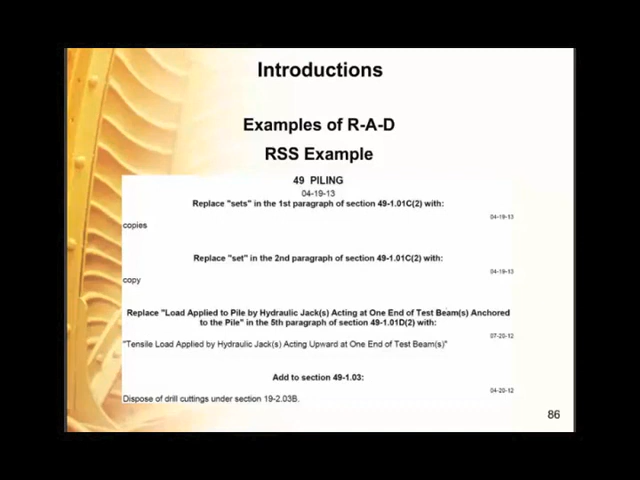 Introductions
Examples of R-A-D
RSS Example
49 PILING
04-19-13
Replace "sets" in the 1st paragraph of section 49-1.01C(2) with:
04-19-13
copies
Replace "set" in the 2nd paragraph of section 49-1.01C(2) with:
04-19-13
copy
Replace "Load Applied to Pile by Hydraulic Jack(s) Acting at One End of Test Beam(s) Anchored
to the Pile" in the 5th paragraph of section 49-1.01D(2) with:
07-20-12
"Tensile Load Applied by Hydraulic Jack(s) Acting Upward at One End of Test Beam(s)"
Add to section 49-1.03:
04-20-12
Dispose of drill cuttings under section 19-2.03B.
86